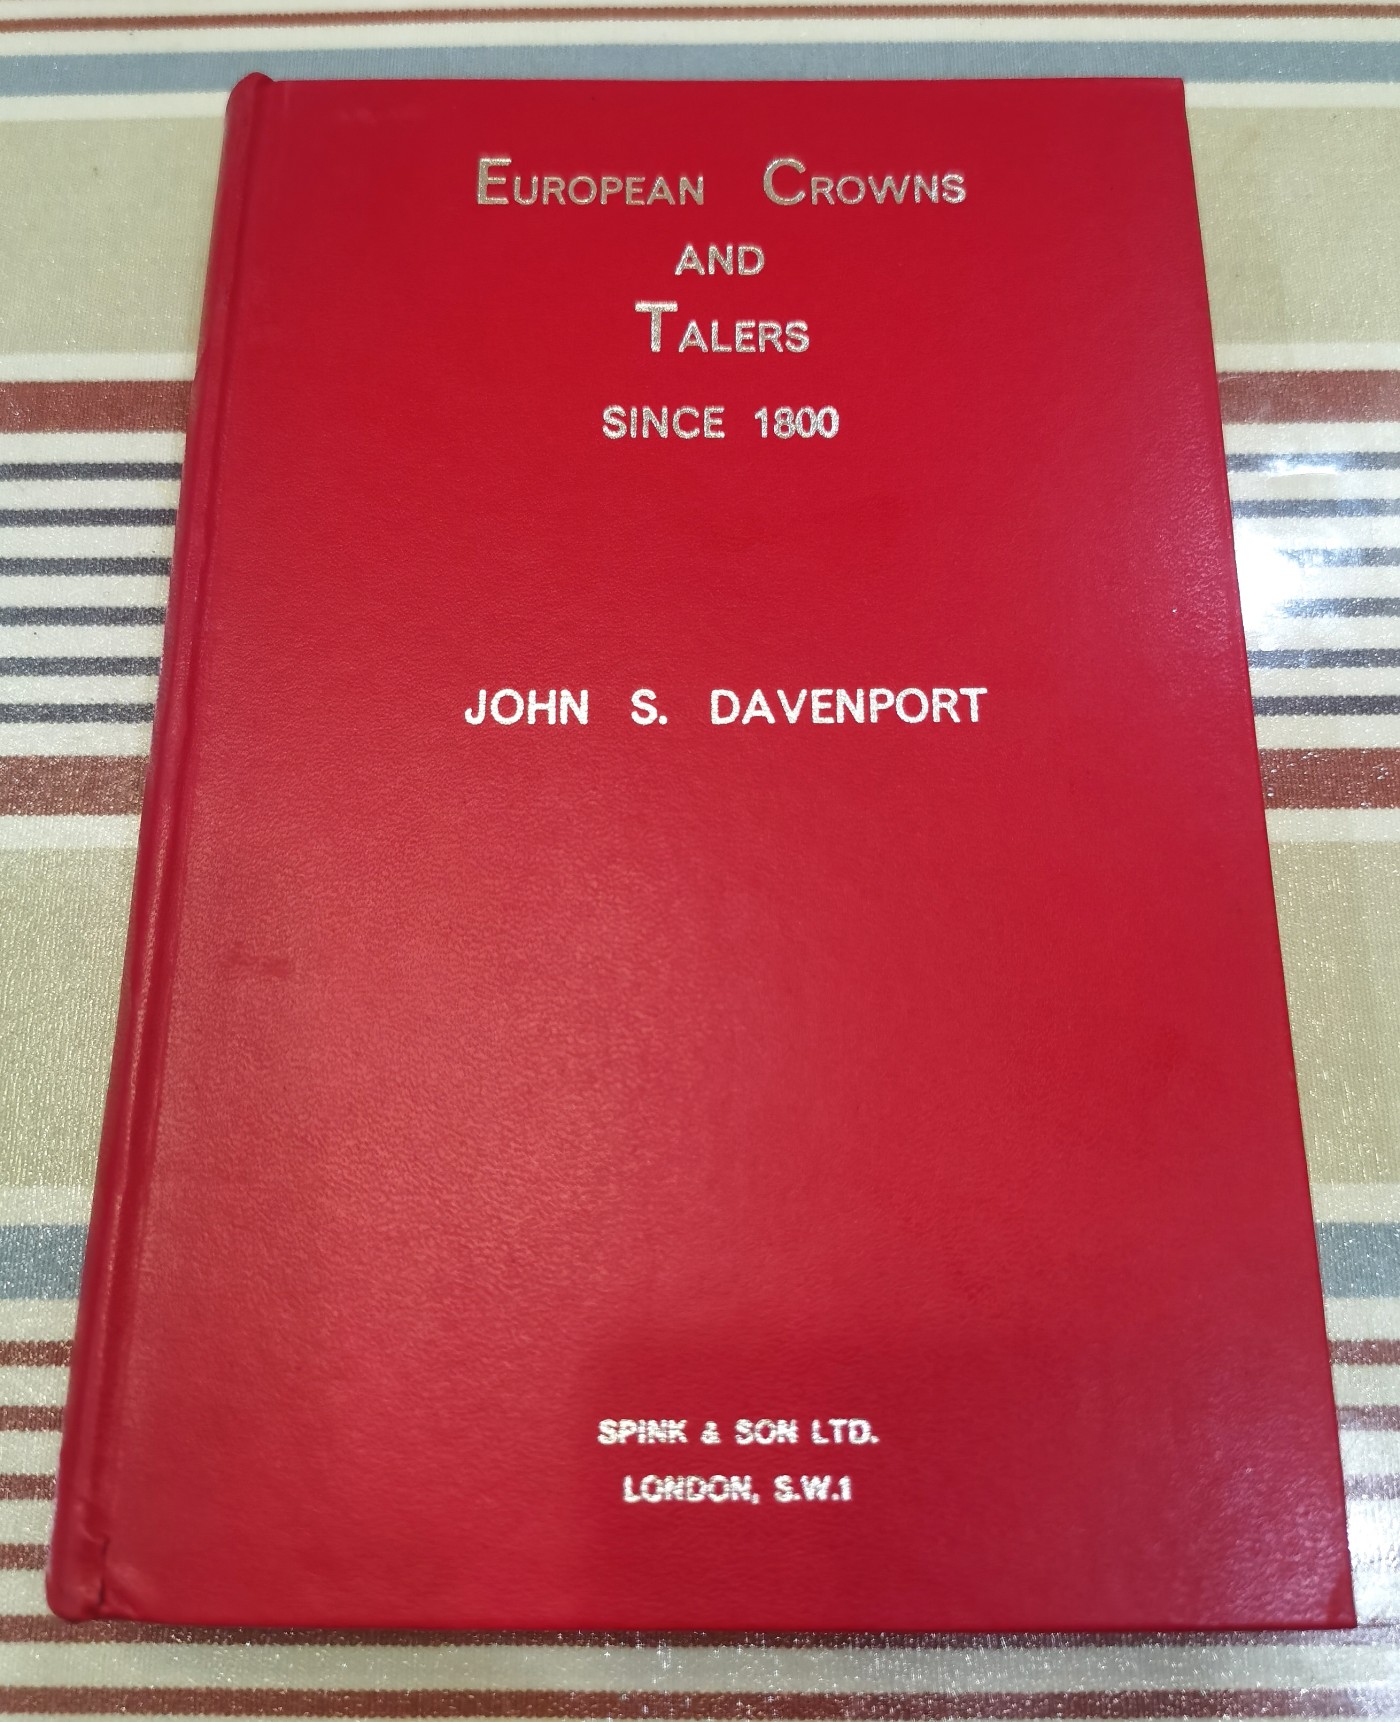 EUROPEAN CROWNS
AND
TALERS
SINCE 1800
JOHN S. DAVENPORT
SPINK & SON LTD.
LONDON, S.W.1